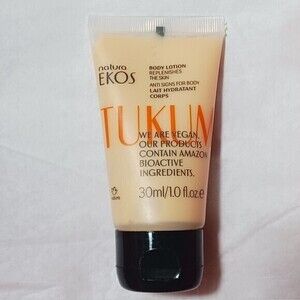 natura
EKOS
BODY LOTION
REPLENISHES
THE SKIN
ANTI SIGNS FOR BODY
LAIT HYDRATANT
CORPS
TUKUM
WE ARE VEGAN.
OUR PRODUCTS
CONTAIN AMAZON
BIOACTIVE
INGREDIENTS.
30ml/1.0 fl.oz.e